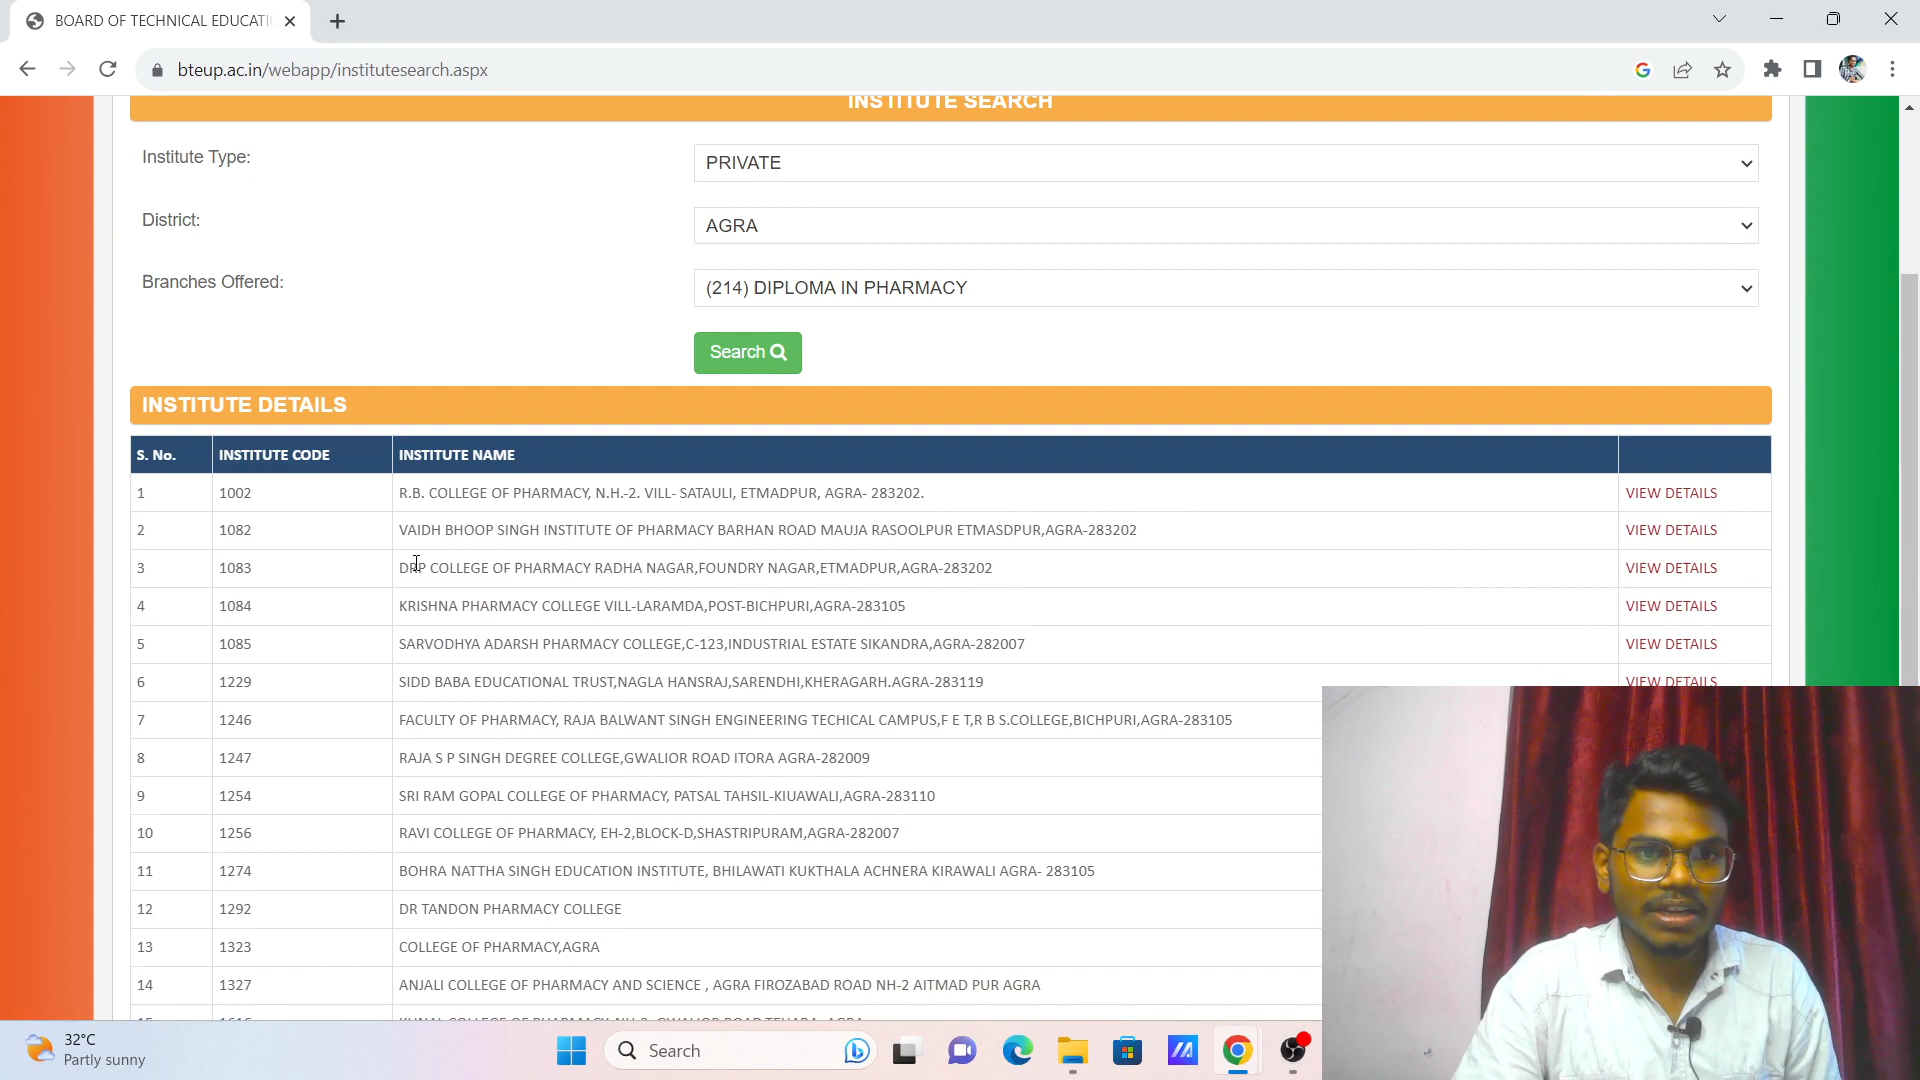 BOARD OF TECHNICAL EDUCATI
bteup.ac.in/webapp/institutesearch.aspx
INSTITUTE SEARCH
Institute Type: PRIVATE
District: AGRA
Branches Offered: (214) DIPLOMA IN PHARMACY
Search
INSTITUTE DETAILS
S. No. INSTITUTE CODE INSTITUTE NAME
1 1002 R.B. COLLEGE OF PHARMACY, N.H.-2. VILL- SATAULI, ETMADPUR, AGRA- 283202. VIEW DETAILS
2 1082 VAIDH BHOOP SINGH INSTITUTE OF PHARMACY BARHAN ROAD MAUJA RASOOLPUR ETMASDPUR,AGRA-283202 VIEW DETAILS
3 1083 DRP COLLEGE OF PHARMACY RADHA NAGAR,FOUNDRY NAGAR,ETMADPUR,AGRA-283202 VIEW DETAILS
4 1084 KRISHNA PHARMACY COLLEGE VILL-LARAMDA,POST-BICHPURI,AGRA-283105 VIEW DETAILS
5 1085 SARVODHYA ADARSH PHARMACY COLLEGE,C-123,INDUSTRIAL ESTATE SIKANDRA,AGRA-282007 VIEW DETAILS
6 1229 SIDD BABA EDUCATIONAL TRUST,NAGLA HANSRAJ,SARENDHI,KHERAGARH.AGRA-283119 VIEW DETAILS
7 1246 FACULTY OF PHARMACY, RAJA BALWANT SINGH ENGINEERING TECHICAL CAMPUS,F E T,R B S.COLLEGE,BICHPURI,AGRA-283105
8 1247 RAJA S P SINGH DEGREE COLLEGE,GWALIOR ROAD ITORA AGRA-282009
9 1254 SRI RAM GOPAL COLLEGE OF PHARMACY, PATSAL TAHSIL-KIUAWALI,AGRA-283110
10 1256 RAVI COLLEGE OF PHARMACY, EH-2,BLOCK-D,SHASTRIPURAM,AGRA-282007
11 1274 BOHRA NATTHA SINGH EDUCATION INSTITUTE, BHILAWATI KUKTHALA ACHNERA KIRAWALI AGRA- 283105
12 1292 DR TANDON PHARMACY COLLEGE
13 1323 COLLEGE OF PHARMACY,AGRA
14 1327 ANJALI COLLEGE OF PHARMACY AND SCIENCE , AGRA FIROZABAD ROAD NH-2 AITMAD PUR AGRA
32°C
Partly sunny
Search